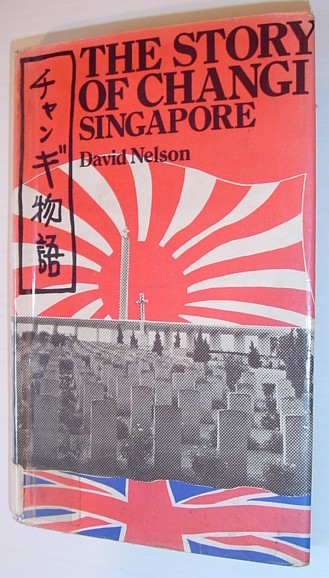 THE STORY
OF CHANGI
SINGAPORE
David Nelson
チャンギ物語